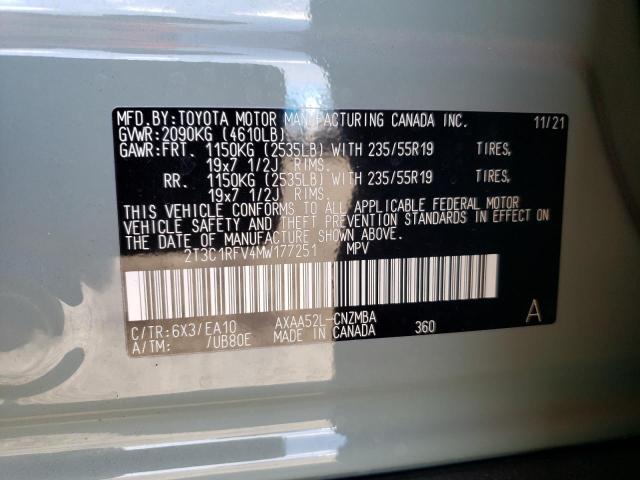 MFD.BY:TOYOTA MOTOR MANUFACTURING CANADA INC. 11/21
GVWR:2090KG (4610LB)
GAWR:FRT. 1150KG (2535LB) WITH 235/55R19 TIRES,
19x7 1/2J RIMS.
RR. 1150KG (2535LB) WITH 235/55R19 TIRES,
19x7 1/2J RIMS.
THIS VEHICLE CONFORMS TO ALL APPLICABLE FEDERAL MOTOR
VEHICLE SAFETY AND THEFT PREVENTION STANDARDS IN EFFECT ON
THE DATE OF MANUFACTURE SHOWN ABOVE.
2T3C1RFV4MW177251 MPV
C/TR:6X3/EA10 AXAA52L-CNZMBA 360 A
A/TM: /UB80E MADE IN CANADA